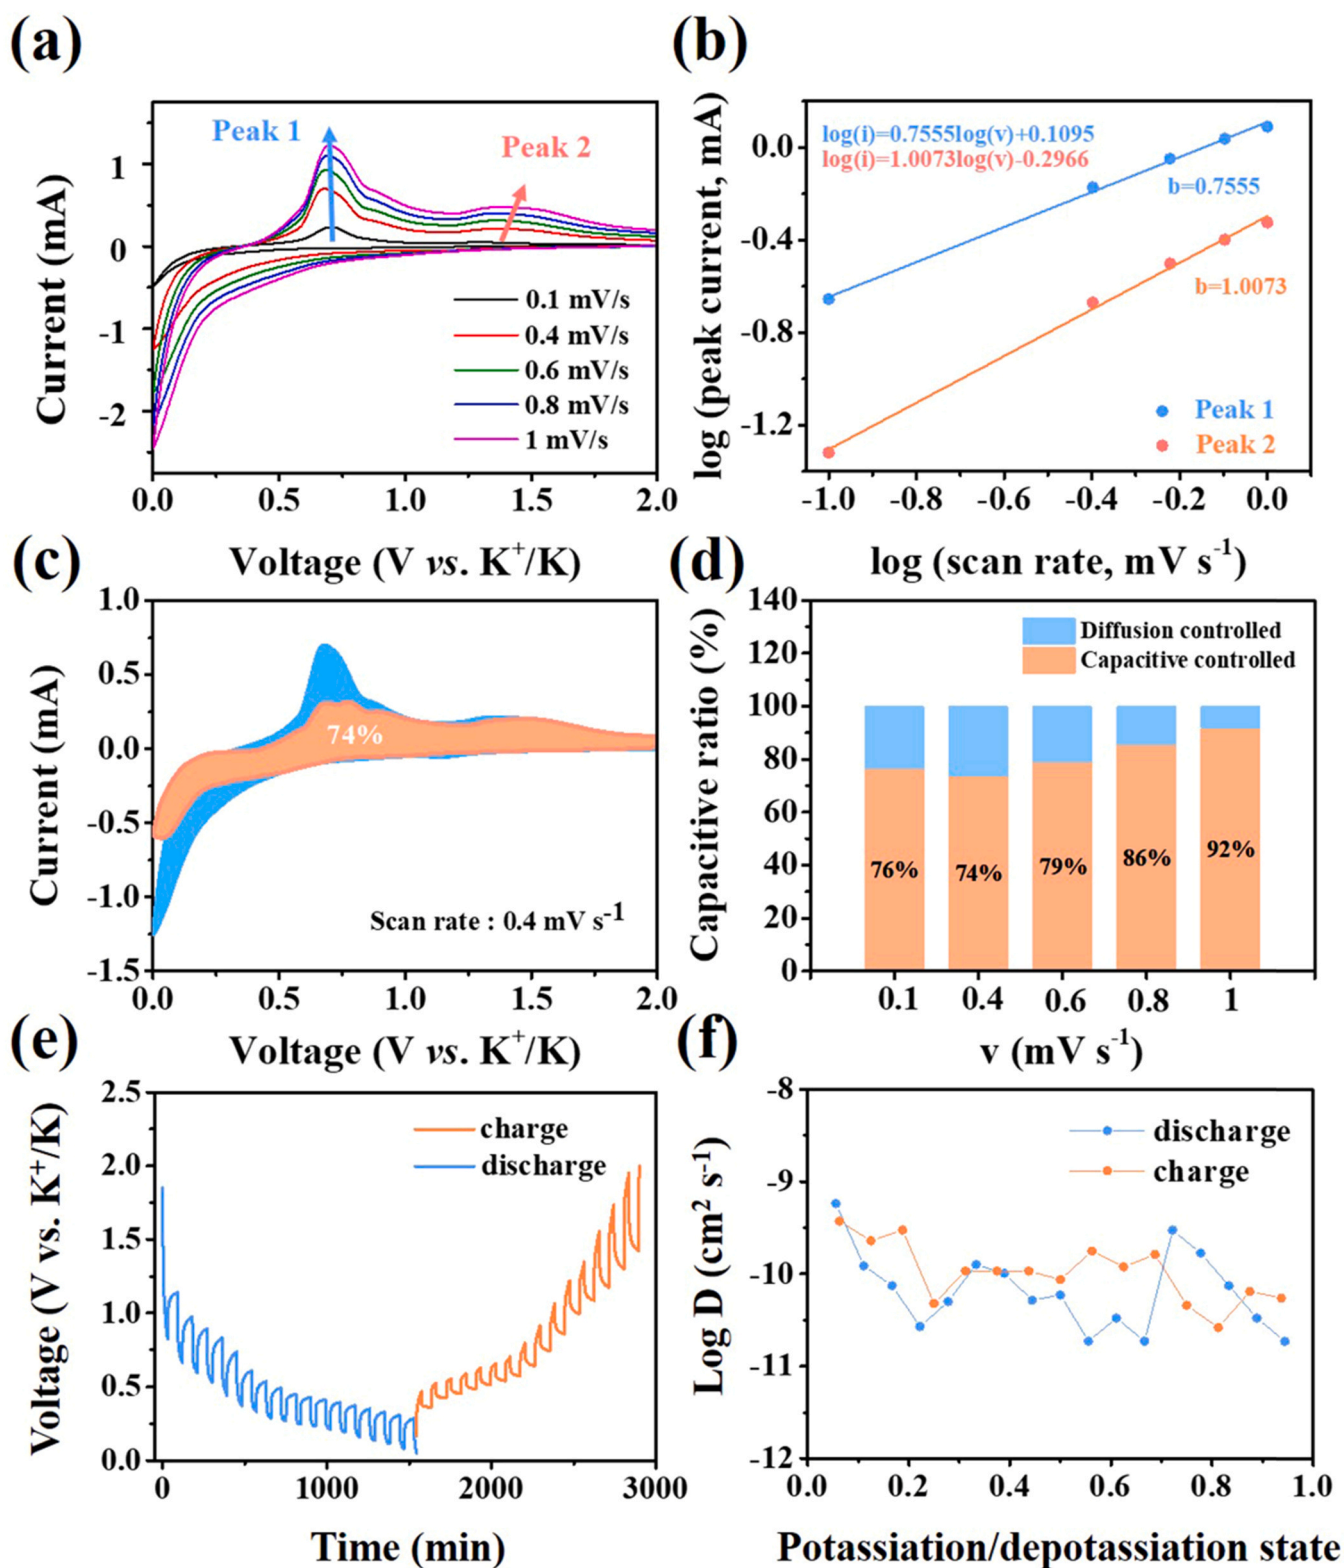 (a)
Current (mA)
1
0
-1
-2
Peak 1
Peak 2
0.1 mV/s
0.4 mV/s
0.6 mV/s
0.8 mV/s
1 mV/s
0.0 0.5 1.0 1.5 2.0
Voltage (V vs. K⁺/K)
(b)
log (peak current, mA)
0.0
-0.4
-0.8
-1.2
log(i)=0.7555log(v)+0.1095
log(i)=1.0073log(v)-0.2966
b=0.7555
b=1.0073
Peak 1
Peak 2
-1.0 -0.8 -0.6 -0.4 -0.2 0.0
log (scan rate, mV s⁻¹)
(c)
Current (mA)
1.0
0.5
0.0
-0.5
-1.0
-1.5
74%
Scan rate : 0.4 mV s⁻¹
0.0 0.5 1.0 1.5 2.0
Voltage (V vs. K⁺/K)
(d)
Capacitive ratio (%)
140
120
100
80
60
40
20
0
Diffusion controlled
Capacitive controlled
76% 74% 79% 86% 92%
0.1 0.4 0.6 0.8 1
v (mV s⁻¹)
(e)
Voltage (V vs. K⁺/K)
2.5
2.0
1.5
1.0
0.5
0.0
charge
discharge
0 1000 2000 3000
Time (min)
(f)
Log D (cm² s⁻¹)
-8
-9
-10
-11
-12
discharge
charge
0.0 0.2 0.4 0.6 0.8 1.0
Potassiation/depotassiation state